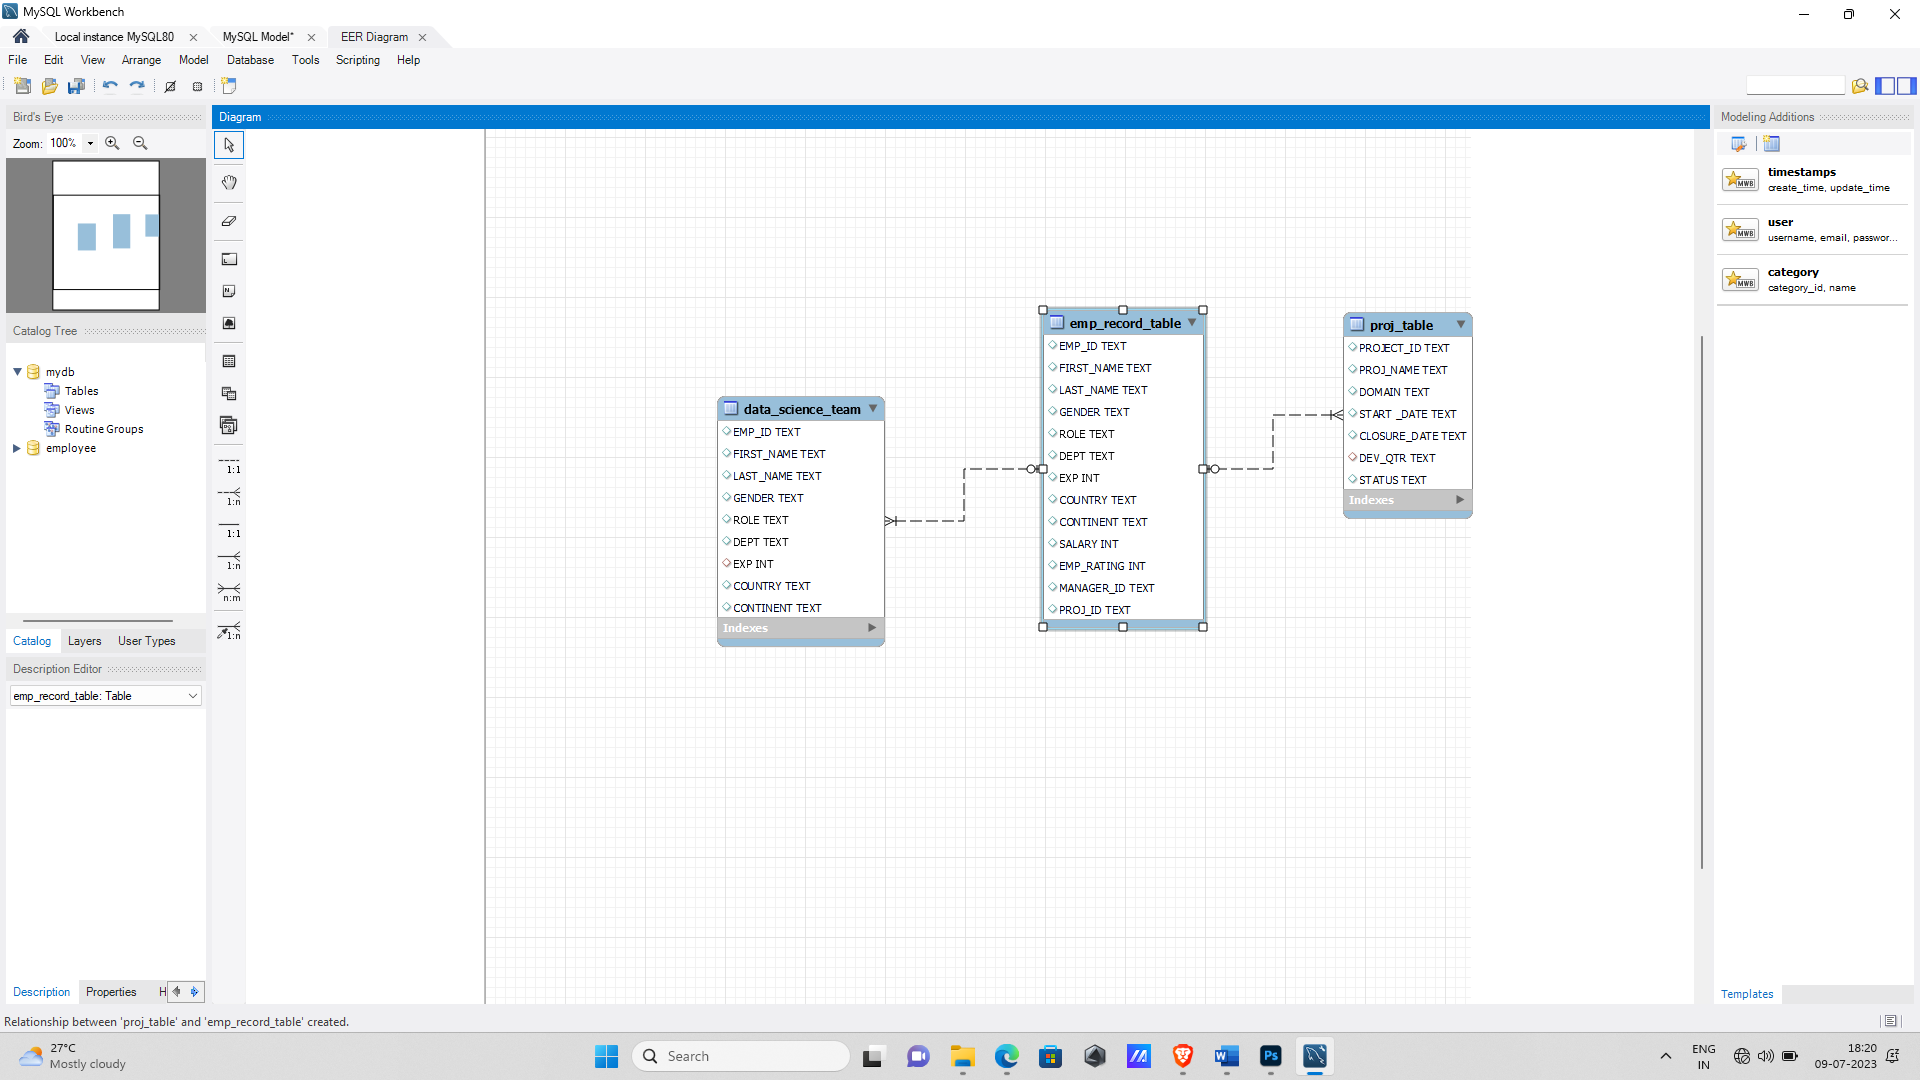 MySQL Workbench
Local instance MySQL80
MySQL Model*
EER Diagram
File Edit View Arrange Model Database Tools Scripting Help
Bird's Eye
Zoom: 100%
Diagram
1:1
1:n
1:1
1:n
n:m
1:n
Catalog Tree
mydb
Tables
Views
Routine Groups
employee
Catalog Layers User Types
Description Editor
emp_record_table: Table
Description Properties H
data_science_team
EMP_ID TEXT
FIRST_NAME TEXT
LAST_NAME TEXT
GENDER TEXT
ROLE TEXT
DEPT TEXT
EXP INT
COUNTRY TEXT
CONTINENT TEXT
Indexes
emp_record_table
EMP_ID TEXT
FIRST_NAME TEXT
LAST_NAME TEXT
GENDER TEXT
ROLE TEXT
DEPT TEXT
EXP INT
COUNTRY TEXT
CONTINENT TEXT
SALARY INT
EMP_RATING INT
MANAGER_ID TEXT
PROJ_ID TEXT
proj_table
PROJECT_ID TEXT
PROJ_NAME TEXT
DOMAIN TEXT
START _DATE TEXT
CLOSURE_DATE TEXT
DEV_QTR TEXT
STATUS TEXT
Indexes
Modeling Additions
MWB
timestamps
create_time, update_time
MWB
user
username, email, passwor...
MWB
category
category_id, name
Templates
Relationship between 'proj_table' and 'emp_record_table' created.
27°C
Mostly cloudy
Search
Ps
ENG
IN
18:20
09-07-2023